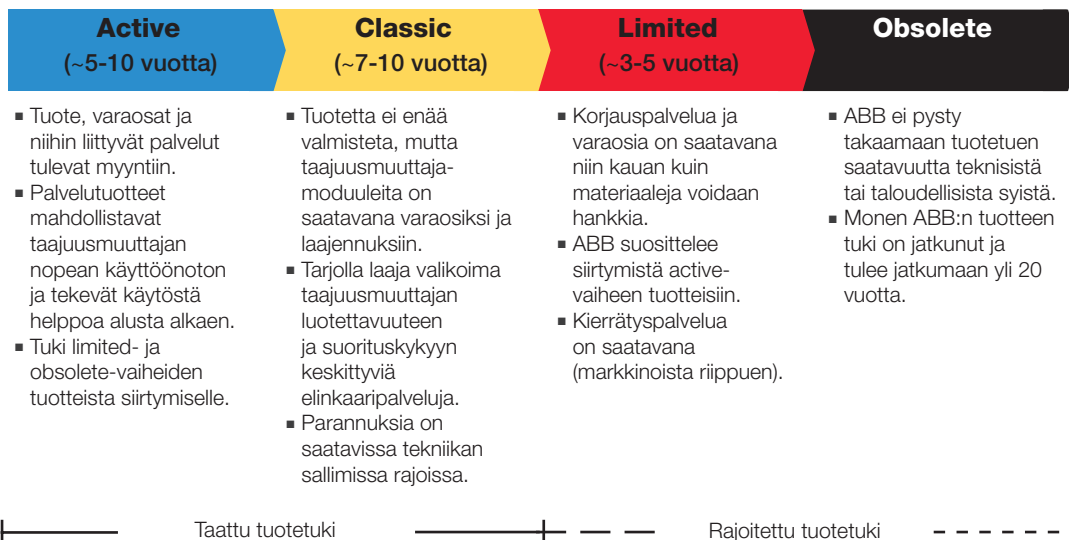 Active
(~5-10 vuotta)
Classic
(~7-10 vuotta)
Limited
(~3-5 vuotta)
Obsolete
▪ Tuote, varaosat ja
niihin liittyvät palvelut
tulevat myyntiin.
▪ Palvelutuotteet
mahdollistavat
taajuusmuuttajan
nopean käyttöönoton
ja tekevät käytöstä
helppoa alusta alkaen.
▪ Tuki limited- ja
obsolete-vaiheiden
tuotteista siirtymiselle.
▪ Tuotetta ei enää
valmisteta, mutta
taajuusmuuttaja-
moduuleita on
saatavana varaosiksi ja
laajennuksiin.
▪ Tarjolla laaja valikoima
taajuusmuuttajan
luotettavuuteen
ja suorituskykyyn
keskittyviä
elinkaaripalveluja.
▪ Parannuksia on
saatavissa tekniikan
sallimissa rajoissa.
▪ Korjauspalvelua ja
varaosia on saatavana
niin kauan kuin
materiaaleja voidaan
hankkia.
▪ ABB suosittelee
siirtymistä active-
vaiheen tuotteisiin.
▪ Kierrätyspalvelua
on saatavana
(markkinoista riippuen).
▪ ABB ei pysty
takaamaan tuotetuen
saatavuutta teknisistä
tai taloudellisista syistä.
▪ Monen ABB:n tuotteen
tuki on jatkunut ja
tulee jatkumaan yli 20
vuotta.
Taattu tuotetuki
Rajoitettu tuotetuki